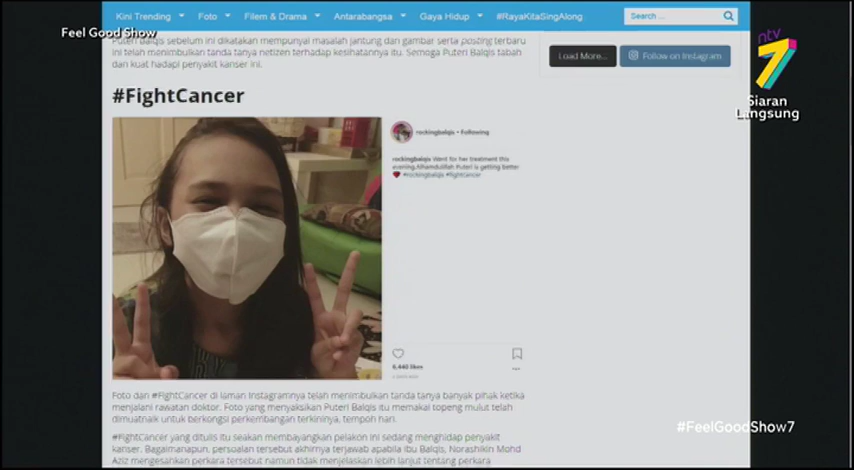 Kini Trending Foto Filem & Drama Antarabangsa Gaya Hidup #RayaKitaSingAlong Search ...
Feel Good Show
ntv
7
Siaran
Langsung
Puteri Balqis sebelum ini dikatakan mempunyai masalah jantung dan gambar serta posting terbaru
ini telah menimbulkan tanda tanya netizen terhadap kesihatannya itu. Semoga Puteri Balqis tabah
dan kuat hadapi penyakit kanser ini.
Load More...
Follow on Instagram
#FightCancer
rockingbalqis • Following
rockingbalqis Went for her treatment this
evening.Alhamdulillah Puteri is getting better
#rockingbalqis #fightcancer
likes
Foto dan #FightCancer di laman Instagramnya telah menimbulkan tanda tanya banyak pihak ketika
menjalani rawatan doktor. Foto yang menyaksikan Puteri Balqis itu memakai topeng mulut telah
dimuatnaik untuk berkongsi perkembangan terkininya, tempoh hari.
#FightCancer yang ditulis itu seakan membayangkan pelakon ini sedang menghidap penyakit
kanser. Bagaimanapun, persoalan tersebut akhirnya terjawab apabila ibu Balqis, Norashikin Mohd
Aziz mengesahkan perkara tersebut namun tidak menjelaskan lebih lanjut tentang perkara
#FeelGoodShow7